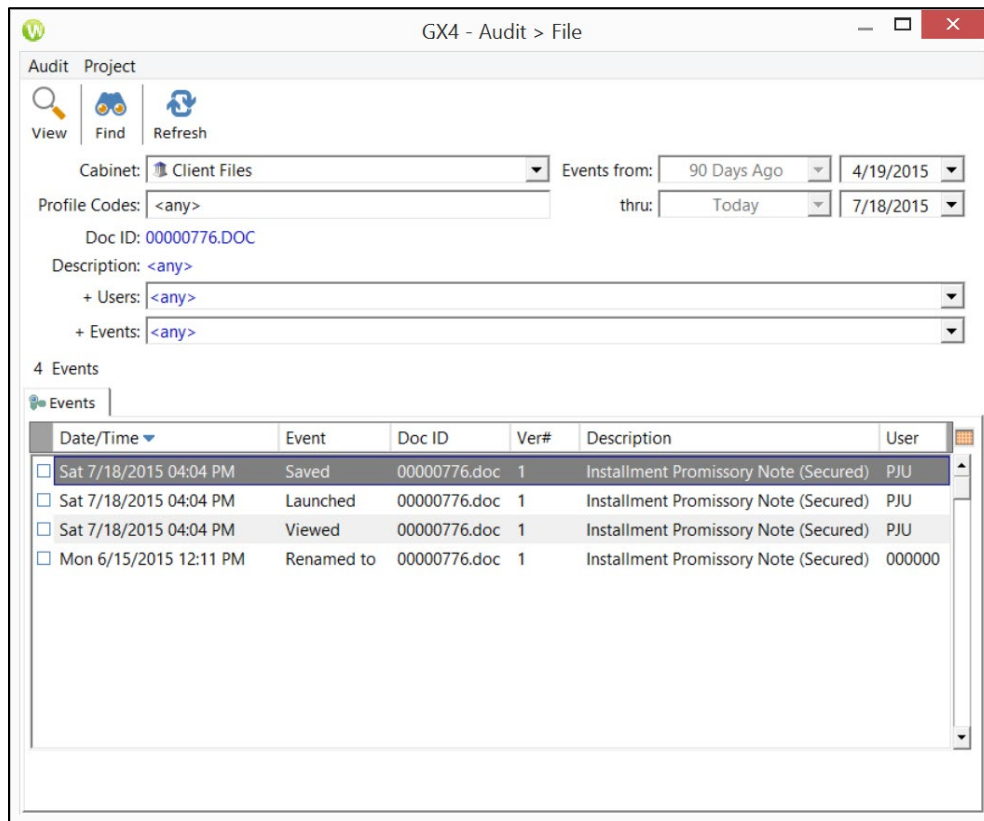 GX4 - Audit > File
Audit Project
View Find Refresh
Cabinet: Client Files Events from: 90 Days Ago 4/19/2015
Profile Codes: <any> thru: Today 7/18/2015
Doc ID: 00000776.DOC
Description: <any>
+ Users: <any>
+ Events: <any>
4 Events
Events
Date/Time Event Doc ID Ver# Description User
Sat 7/18/2015 04:04 PM Saved 00000776.doc 1 Installment Promissory Note (Secured) PJU
Sat 7/18/2015 04:04 PM Launched 00000776.doc 1 Installment Promissory Note (Secured) PJU
Sat 7/18/2015 04:04 PM Viewed 00000776.doc 1 Installment Promissory Note (Secured) PJU
Mon 6/15/2015 12:11 PM Renamed to 00000776.doc 1 Installment Promissory Note (Secured) 000000